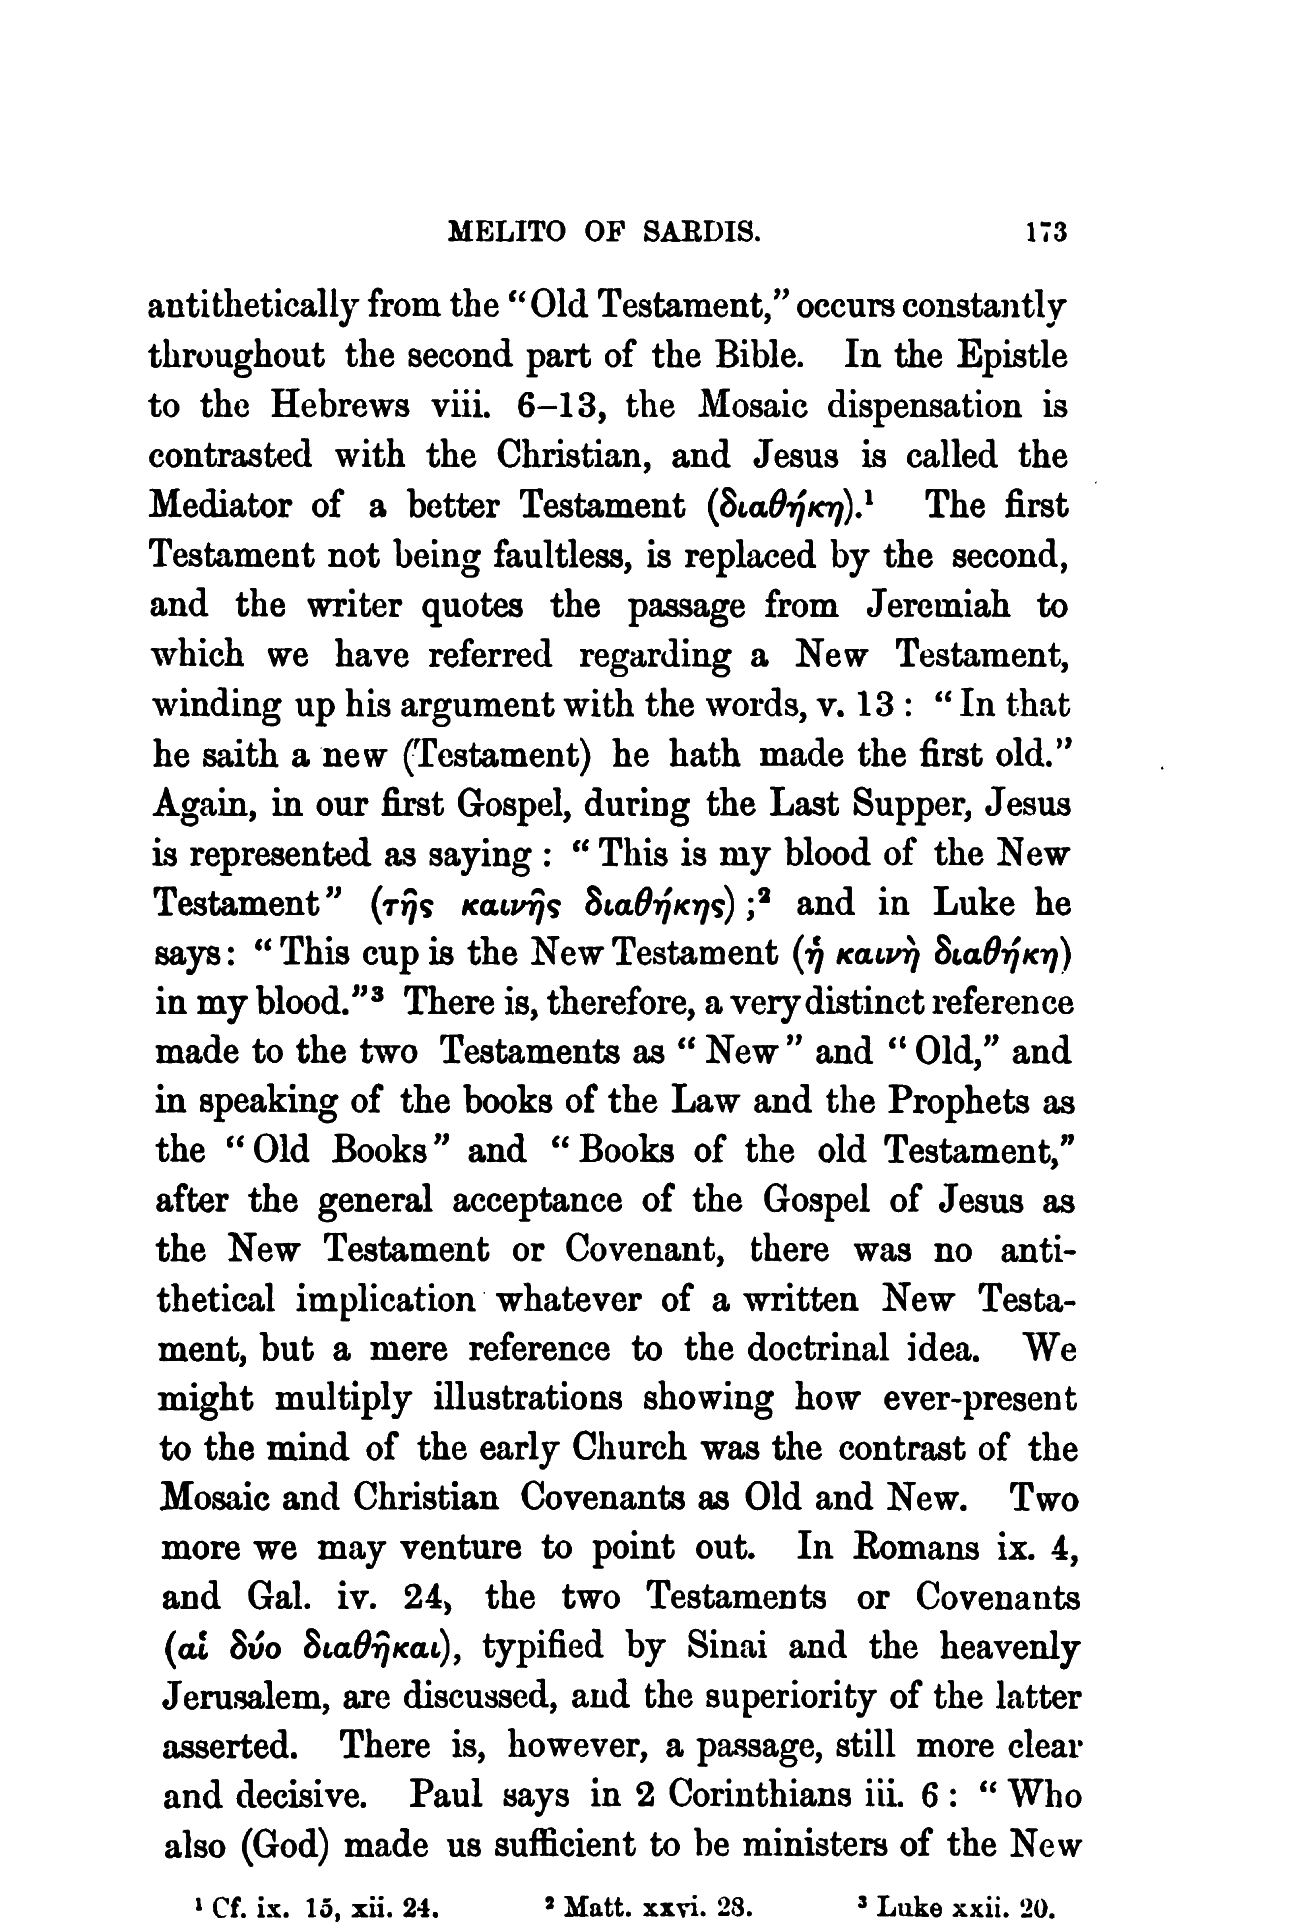 MELITO OF SARDIS. 173
antithetically from the “Old Testament,” occurs constantly
throughout the second part of the Bible. In the Epistle
to the Hebrews viii. 6–13, the Mosaic dispensation is
contrasted with the Christian, and Jesus is called the
Mediator of a better Testament (διαθήκη).¹ The first
Testament not being faultless, is replaced by the second,
and the writer quotes the passage from Jeremiah to
which we have referred regarding a New Testament,
winding up his argument with the words, v. 13 : “In that
he saith a new (Testament) he hath made the first old.”
Again, in our first Gospel, during the Last Supper, Jesus
is represented as saying : “This is my blood of the New
Testament” (τῆς καινῆς διαθήκης) ;² and in Luke he
says : “This cup is the New Testament (ἡ καινὴ διαθήκη)
in my blood.”³ There is, therefore, a very distinct reference
made to the two Testaments as “New” and “Old,” and
in speaking of the books of the Law and the Prophets as
the “Old Books” and “Books of the old Testament,”
after the general acceptance of the Gospel of Jesus as
the New Testament or Covenant, there was no anti-
thetical implication whatever of a written New Testa-
ment, but a mere reference to the doctrinal idea. We
might multiply illustrations showing how ever-present
to the mind of the early Church was the contrast of the
Mosaic and Christian Covenants as Old and New. Two
more we may venture to point out. In Romans ix. 4,
and Gal. iv. 24, the two Testaments or Covenants
(αἱ δύο διαθῆκαι), typified by Sinai and the heavenly
Jerusalem, are discussed, and the superiority of the latter
asserted. There is, however, a passage, still more clear
and decisive. Paul says in 2 Corinthians iii. 6 : “Who
also (God) made us sufficient to be ministers of the New
¹ Cf. ix. 15, xii. 24. ² Matt. xxvi. 28. ³ Luke xxii. 20.